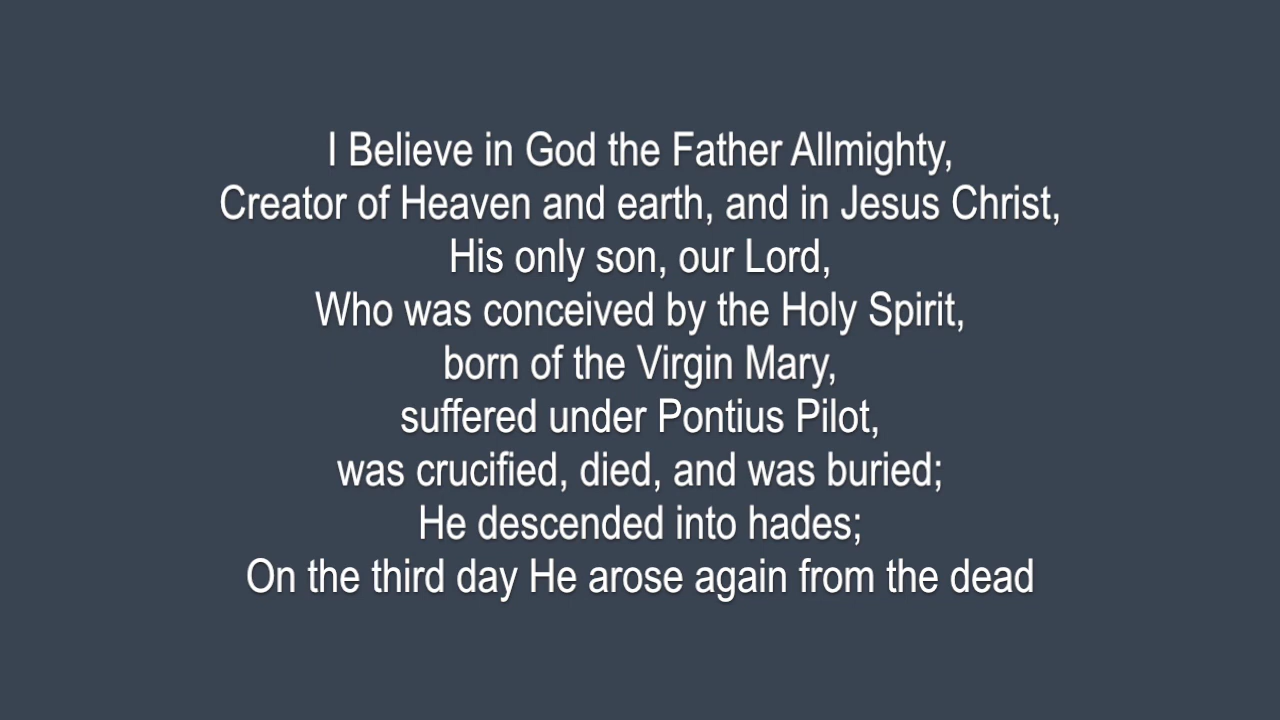 I Believe in God the Father Allmighty,
Creator of Heaven and earth, and in Jesus Christ,
His only son, our Lord,
Who was conceived by the Holy Spirit,
born of the Virgin Mary,
suffered under Pontius Pilot,
was crucified, died, and was buried;
He descended into hades;
On the third day He arose again from the dead